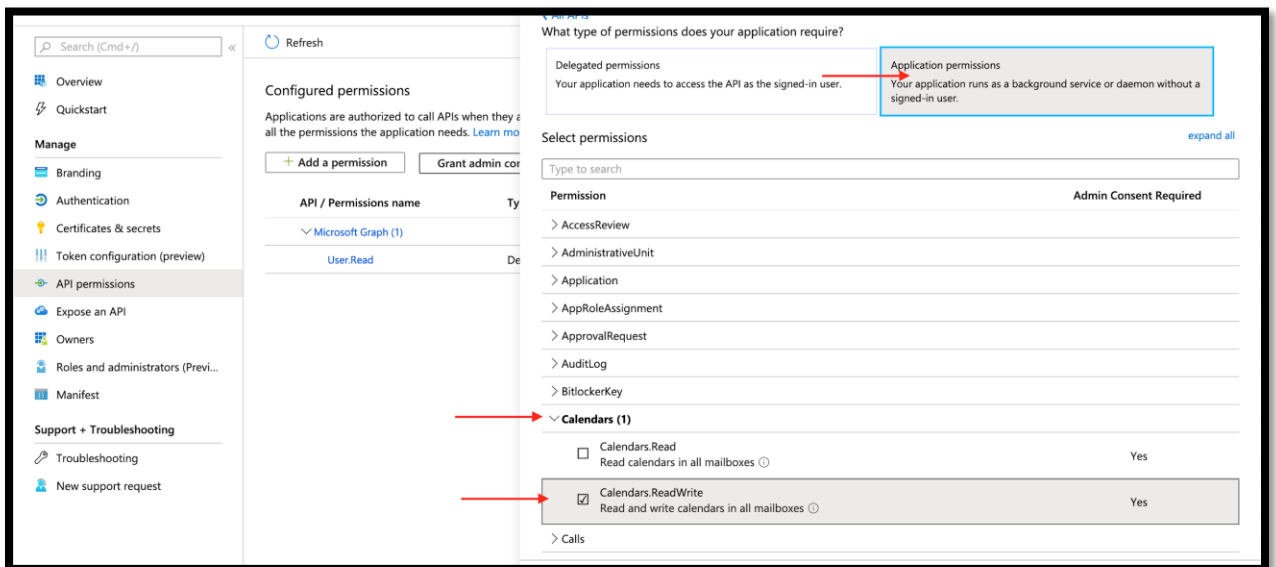 Search (Cmd+/)
«
Overview
Quickstart
Manage
Branding
Authentication
Certificates & secrets
Token configuration (preview)
API permissions
Expose an API
Owners
Roles and administrators (Previ...
Manifest
Support + Troubleshooting
Troubleshooting
New support request
Refresh
Configured permissions
Applications are authorized to call APIs when they a
all the permissions the application needs. Learn mo
+ Add a permission
Grant admin cor
API / Permissions name
Ty
Microsoft Graph (1)
User.Read
De
All APIs
What type of permissions does your application require?
Delegated permissions
Your application needs to access the API as the signed-in user.
Application permissions
Your application runs as a background service or daemon without a
signed-in user.
Select permissions
expand all
Type to search
Permission
Admin Consent Required
AccessReview
AdministrativeUnit
Application
AppRoleAssignment
ApprovalRequest
AuditLog
BitlockerKey
Calendars (1)
Calendars.Read
Read calendars in all mailboxes
Yes
Calendars.ReadWrite
Read and write calendars in all mailboxes
Yes
Calls